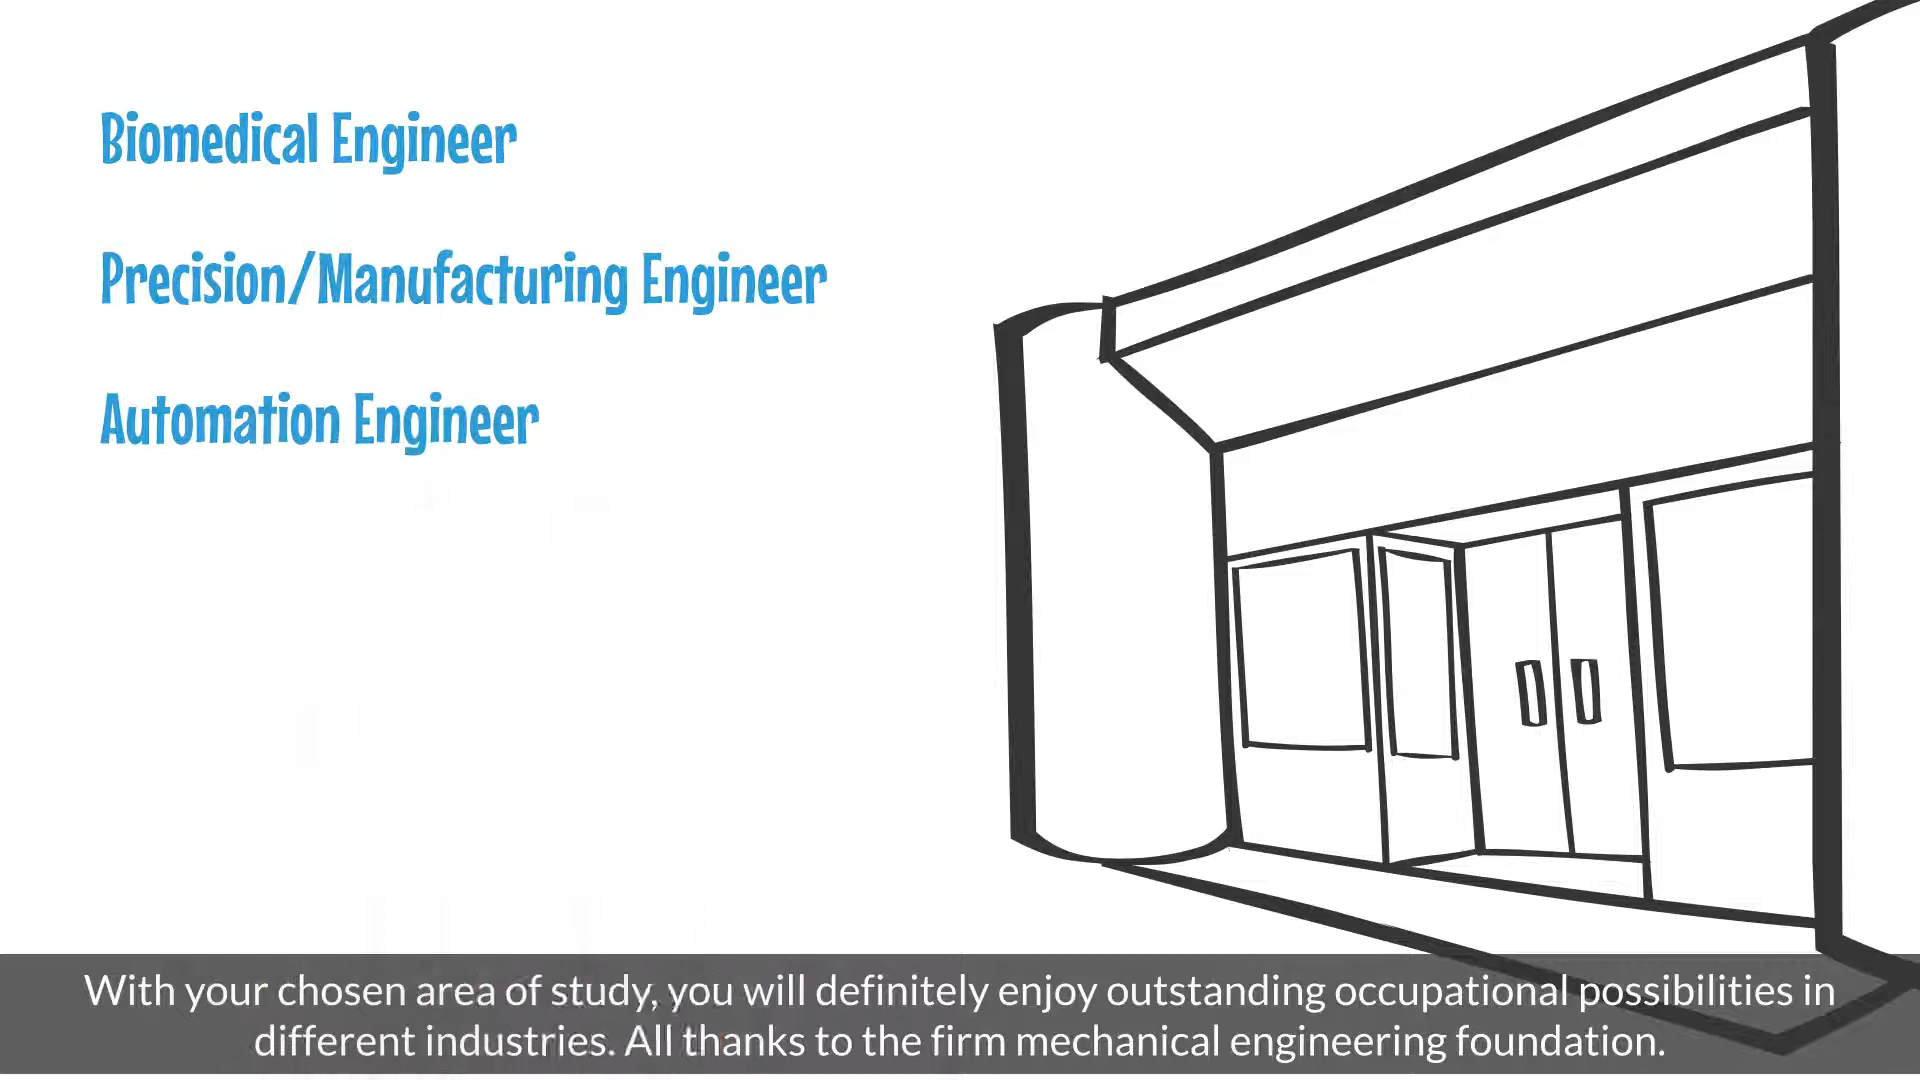 Biomedical Engineer
Precision/Manufacturing Engineer
Automation Engineer
With your chosen area of study, you will definitely enjoy outstanding occupational possibilities in
different industries. All thanks to the firm mechanical engineering foundation.